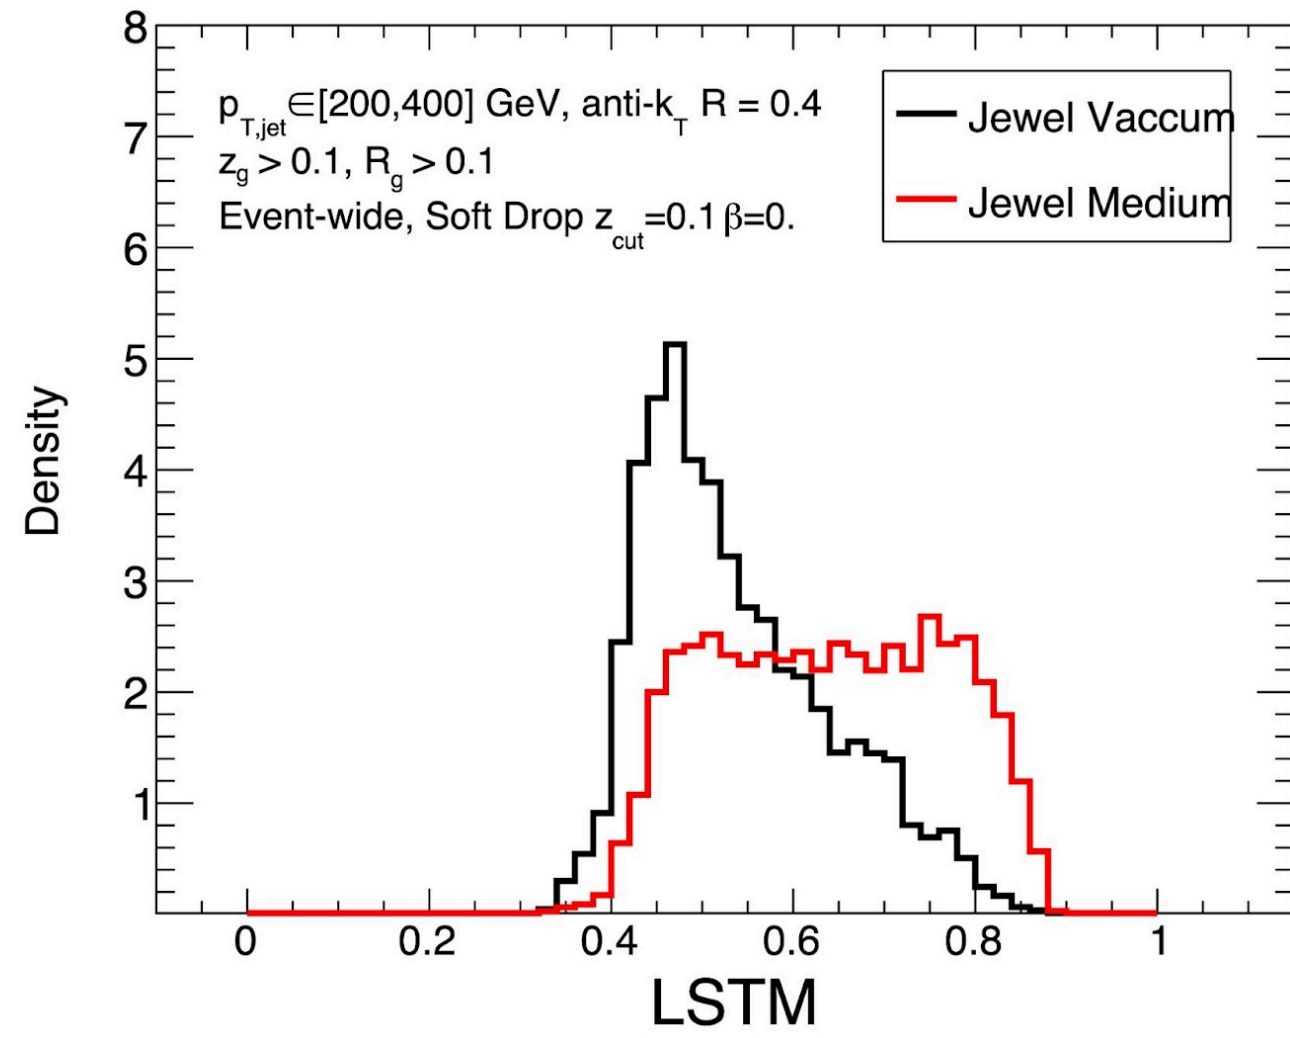 8
7
6
5
4
3
2
1
Density
p_T,jet ∈[200,400] GeV, anti-k_T R = 0.4
z_g > 0.1, R_g > 0.1
Event-wide, Soft Drop z_cut=0.1 β=0.
Jewel Vaccum
Jewel Medium
0 0.2 0.4 0.6 0.8 1
LSTM